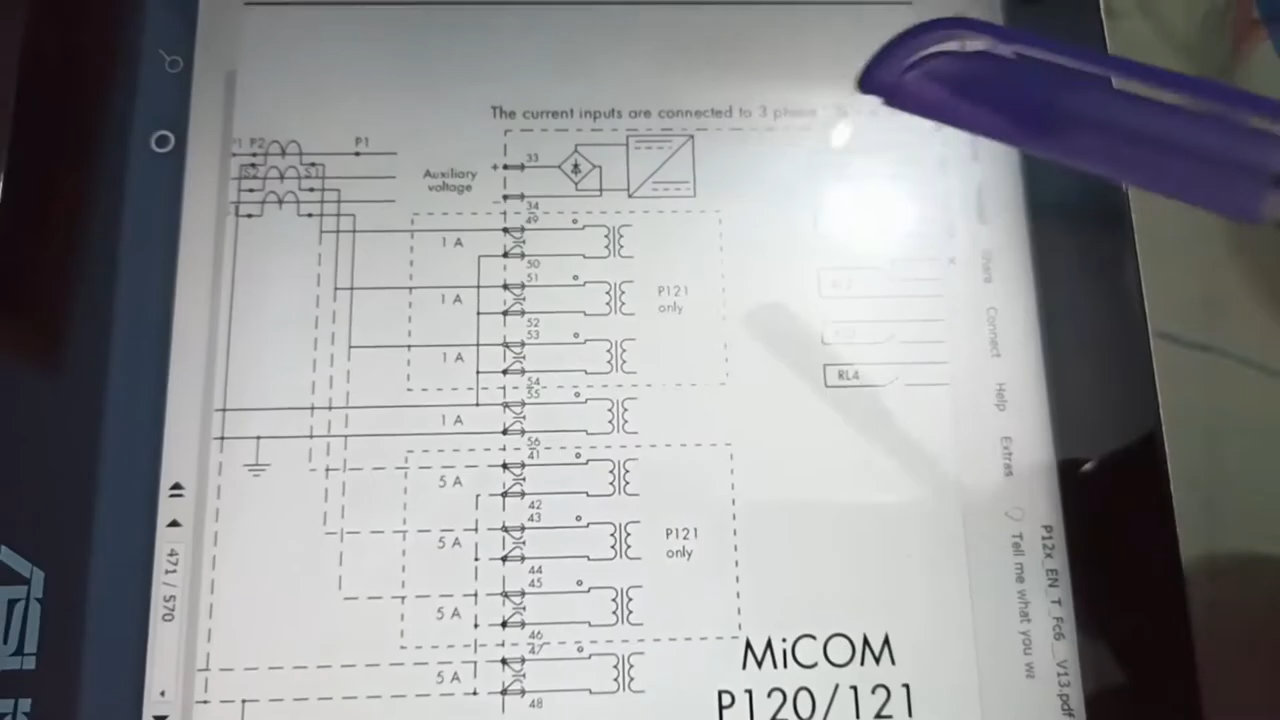 The current inputs are connected to 3 phase
P2
P1
S2
S1
Auxiliary
voltage
+
33
-
34
49
1 A
50
51
1 A
P121
only
52
53
1 A
54
55
1 A
56
41
5 A
42
43
5 A
P121
only
44
45
5 A
46
47
5 A
48
RL4
MiCOM
P120/121
Share
Connect
Help
Extras
Tell me what you
P12x_EN_T_Fc6__V13.pdf
471 / 570